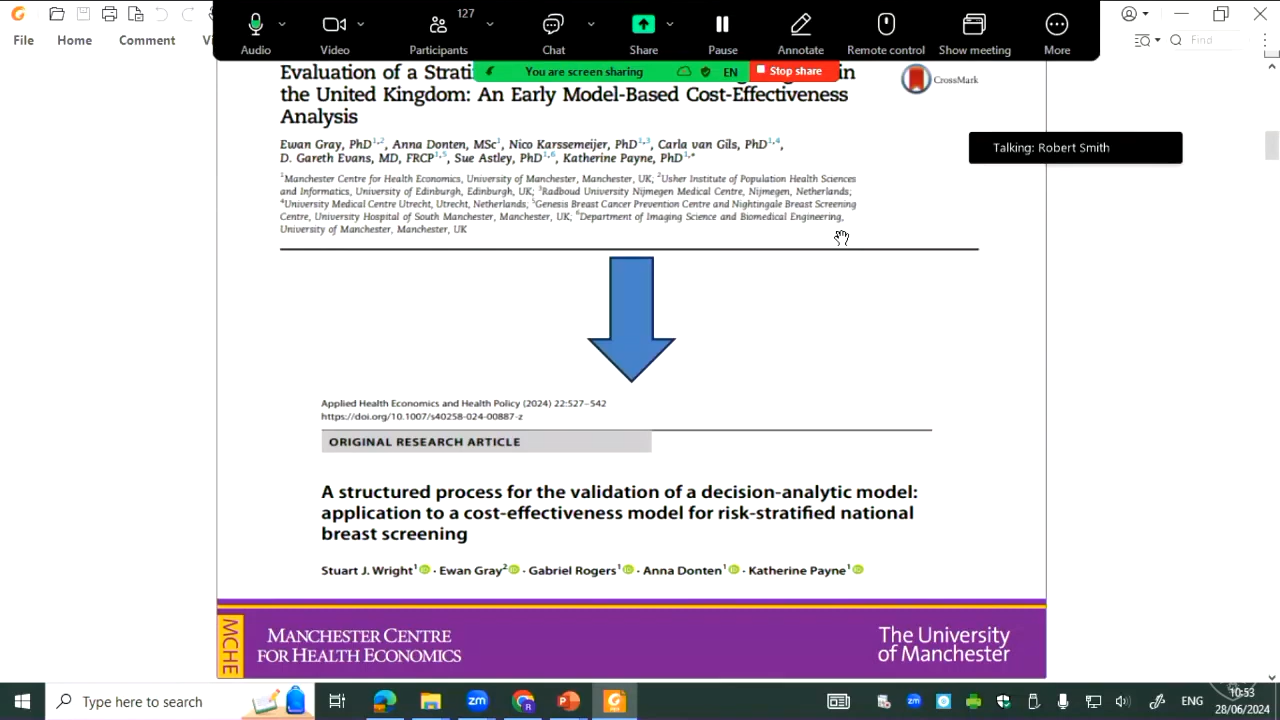 127
Audio Video Participants Chat Share Pause Annotate Remote control Show meeting More
File Home Comment Find
You are screen sharing EN Stop share
Evaluation of a in
the United Kingdom: An Early Model-Based Cost-Effectiveness
Analysis
CrossMark
Ewan Gray, PhD1,2, Anna Donten, MSc1, Nico Karssemeijer, PhD1,3, Carla van Gils, PhD1,4,
D. Gareth Evans, MD, FRCP1,5, Sue Astley, PhD1,6, Katherine Payne, PhD1,*
Talking: Robert Smith
1Manchester Centre for Health Economics, University of Manchester, Manchester, UK; 2Usher Institute of Population Health Sciences
and Informatics, University of Edinburgh, Edinburgh, UK; 3Radboud University Nijmegen Medical Centre, Nijmegen, Netherlands;
4University Medical Centre Utrecht, Utrecht, Netherlands; 5Genesis Breast Cancer Prevention Centre and Nightingale Breast Screening
Centre, University Hospital of South Manchester, Manchester, UK; 6Department of Imaging Science and Biomedical Engineering,
University of Manchester, Manchester, UK
Applied Health Economics and Health Policy (2024) 22:527–542
https://doi.org/10.1007/s40258-024-00887-z
ORIGINAL RESEARCH ARTICLE
A structured process for the validation of a decision-analytic model:
application to a cost-effectiveness model for risk-stratified national
breast screening
Stuart J. Wright1 · Ewan Gray2 · Gabriel Rogers1 · Anna Donten1 · Katherine Payne1
MCHE
MANCHESTER CENTRE
FOR HEALTH ECONOMICS
The University
of Manchester
Type here to search
ENG
10:53
28/06/2024